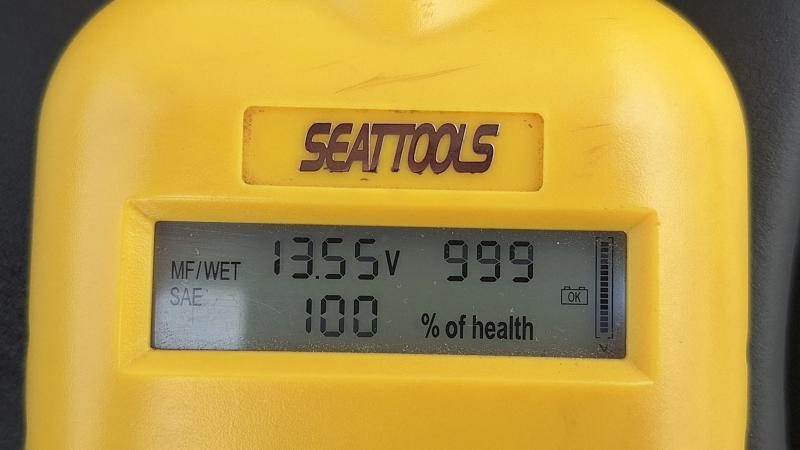 SEATTOOLS
MF/WET 13.55V 999
SAE 100 % of health
OK